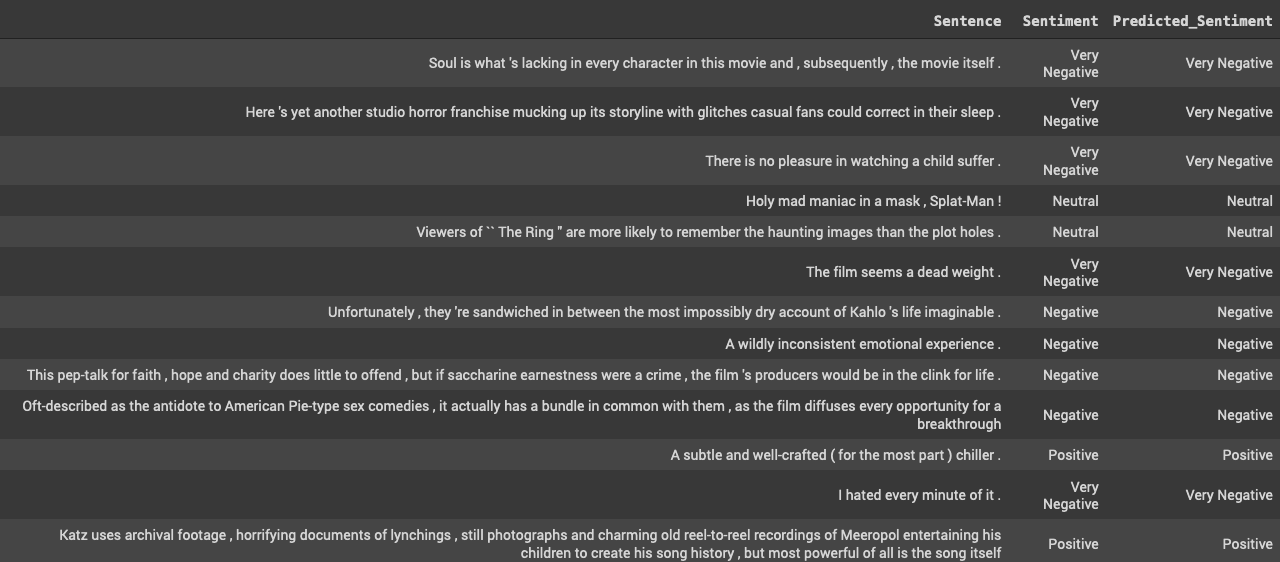 Sentence Sentiment Predicted_Sentiment
Soul is what 's lacking in every character in this movie and , subsequently , the movie itself . Very Negative Very Negative
Here 's yet another studio horror franchise mucking up its storyline with glitches casual fans could correct in their sleep . Very Negative Very Negative
There is no pleasure in watching a child suffer . Very Negative Very Negative
Holy mad maniac in a mask , Splat-Man ! Neutral Neutral
Viewers of `` The Ring '' are more likely to remember the haunting images than the plot holes . Neutral Neutral
The film seems a dead weight . Very Negative Very Negative
Unfortunately , they 're sandwiched in between the most impossibly dry account of Kahlo 's life imaginable . Negative Negative
A wildly inconsistent emotional experience . Negative Negative
This pep-talk for faith , hope and charity does little to offend , but if saccharine earnestness were a crime , the film 's producers would be in the clink for life . Negative Negative
Oft-described as the antidote to American Pie-type sex comedies , it actually has a bundle in common with them , as the film diffuses every opportunity for a
breakthrough Negative Negative
A subtle and well-crafted ( for the most part ) chiller . Positive Positive
I hated every minute of it . Very Negative Very Negative
Katz uses archival footage , horrifying documents of lynchings , still photographs and charming old reel-to-reel recordings of Meeropol entertaining his
children to create his song history , but most powerful of all is the song itself Positive Positive